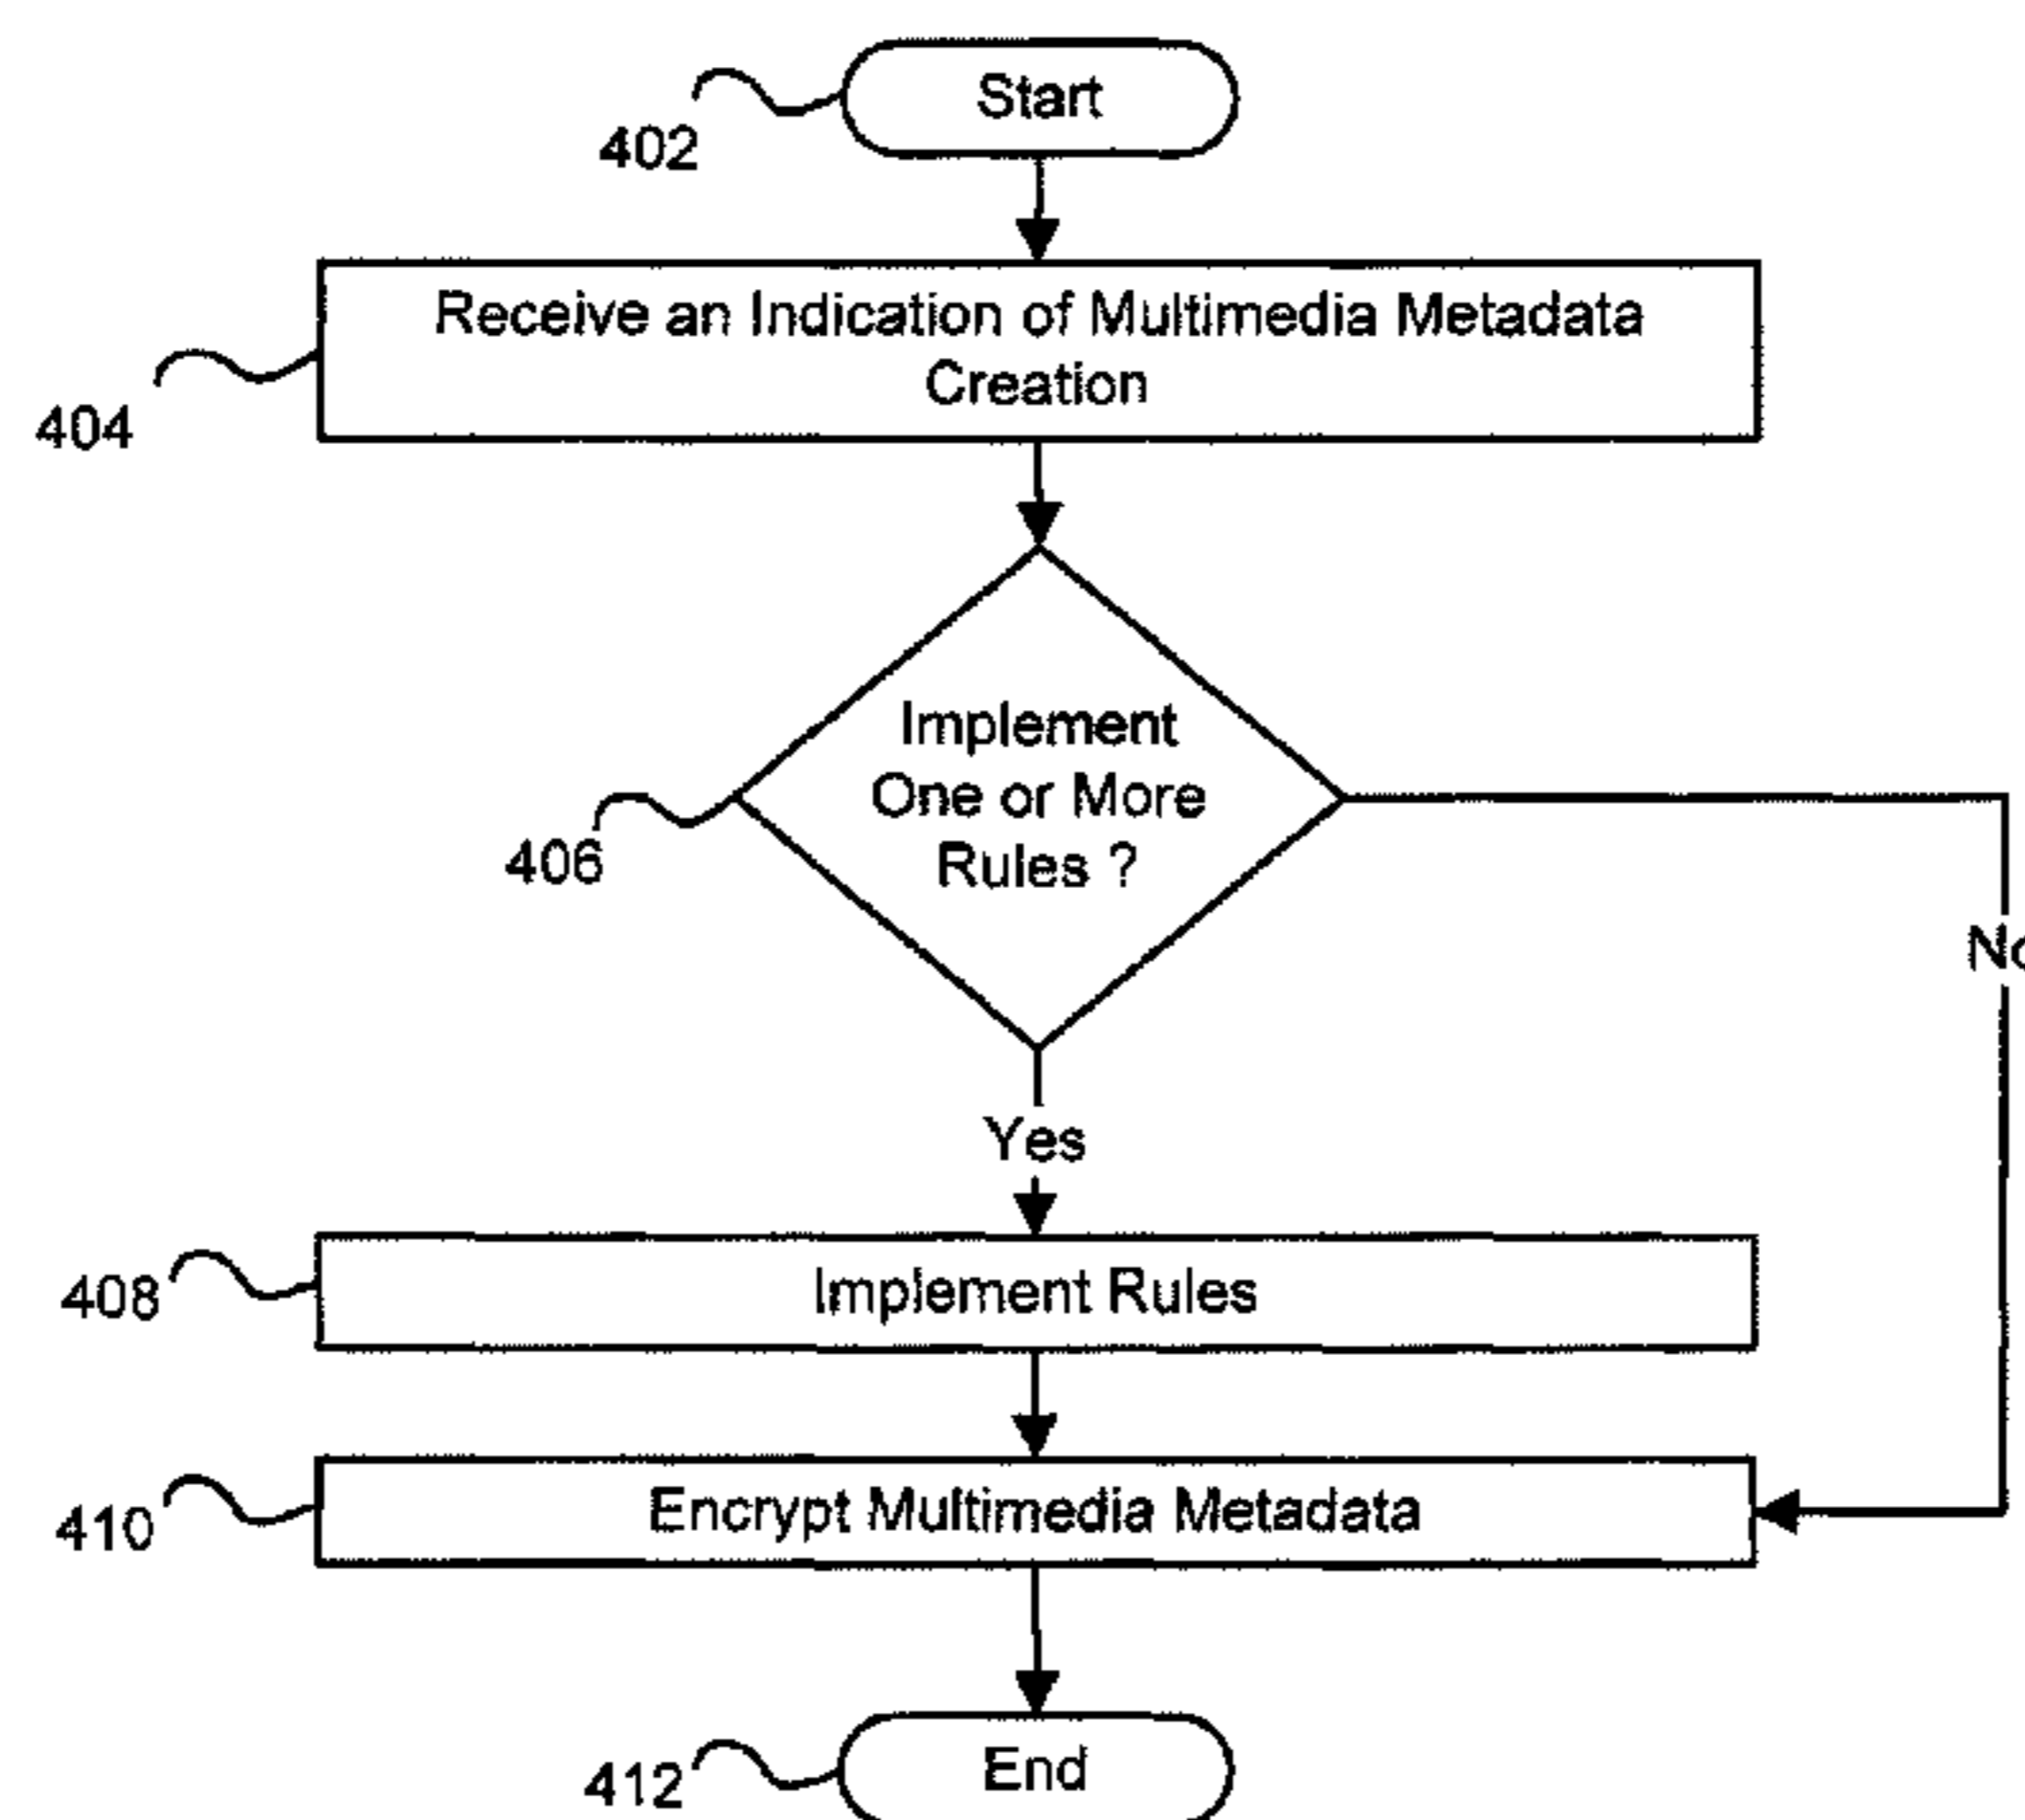 Start
402
Receive an Indication of Multimedia Metadata
Creation
404
Implement
One or More
Rules ?
406
No
Yes
Implement Rules
408
Encrypt Multimedia Metadata
410
End
412